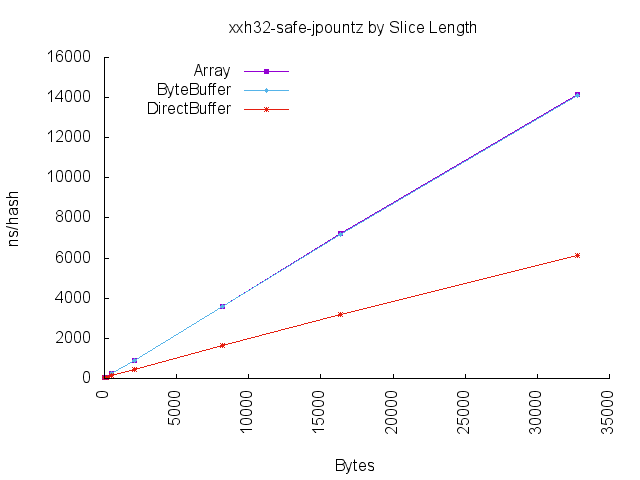 xxh32-safe-jpountz by Slice Length
16000
14000
12000
10000
8000
6000
4000
2000
0
Array
ByteBuffer
DirectBuffer
ns/hash
0
5000
10000
15000
20000
25000
30000
35000
Bytes